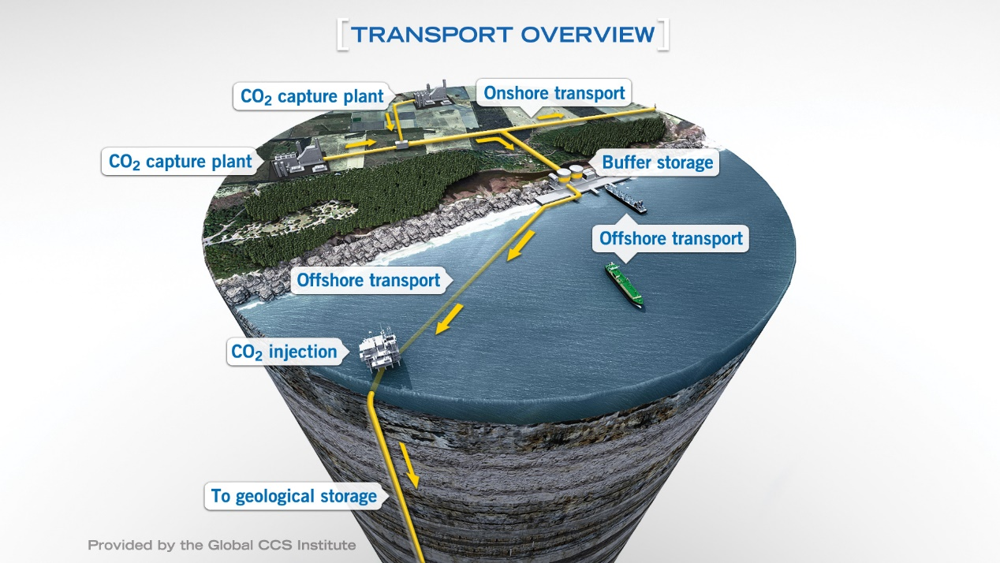 [TRANSPORT OVERVIEW]
CO₂ capture plant
Onshore transport
CO₂ capture plant
Buffer storage
Offshore transport
Offshore transport
CO₂ injection
To geological storage
Provided by the Global CCS Institute